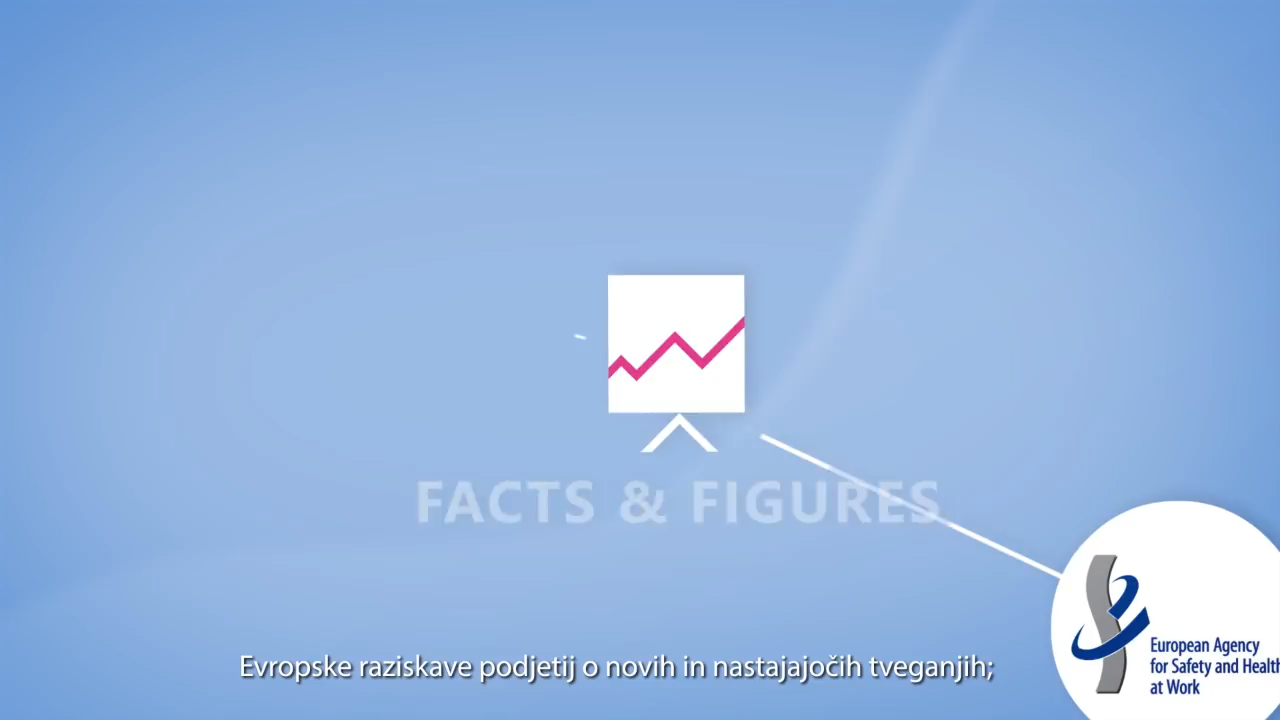 FACTS & FIGURES
Evropske raziskave podjetij o novih in nastajajočih tveganjih;
European Agency
for Safety and Health
at Work